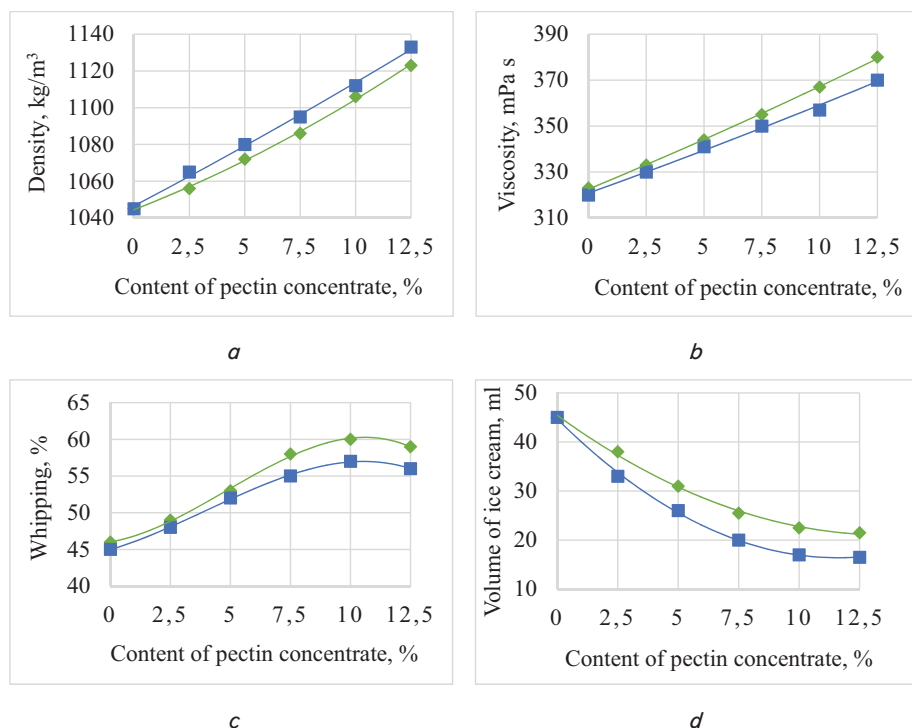 Density, kg/m³
1140
1120
1100
1080
1060
1040
0 2,5 5 7,5 10 12,5
Content of pectin concentrate, %
a
Viscosity, mPa s
390
370
350
330
310
0 2,5 5 7,5 10 12,5
Content of pectin concentrate, %
b
Whipping, %
65
60
55
50
45
40
0 2,5 5 7,5 10 12,5
Content of pectin concentrate, %
c
Volume of ice cream, ml
50
40
30
20
10
0 2,5 5 7,5 10 12,5
Content of pectin concentrate, %
d